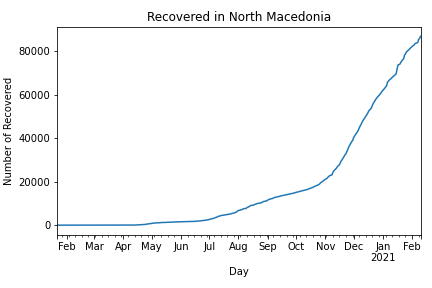 Recovered in North Macedonia
Number of Recovered
80000
60000
40000
20000
0
Feb Mar Apr May Jun Jul Aug Sep Oct Nov Dec Jan Feb
2021
Day